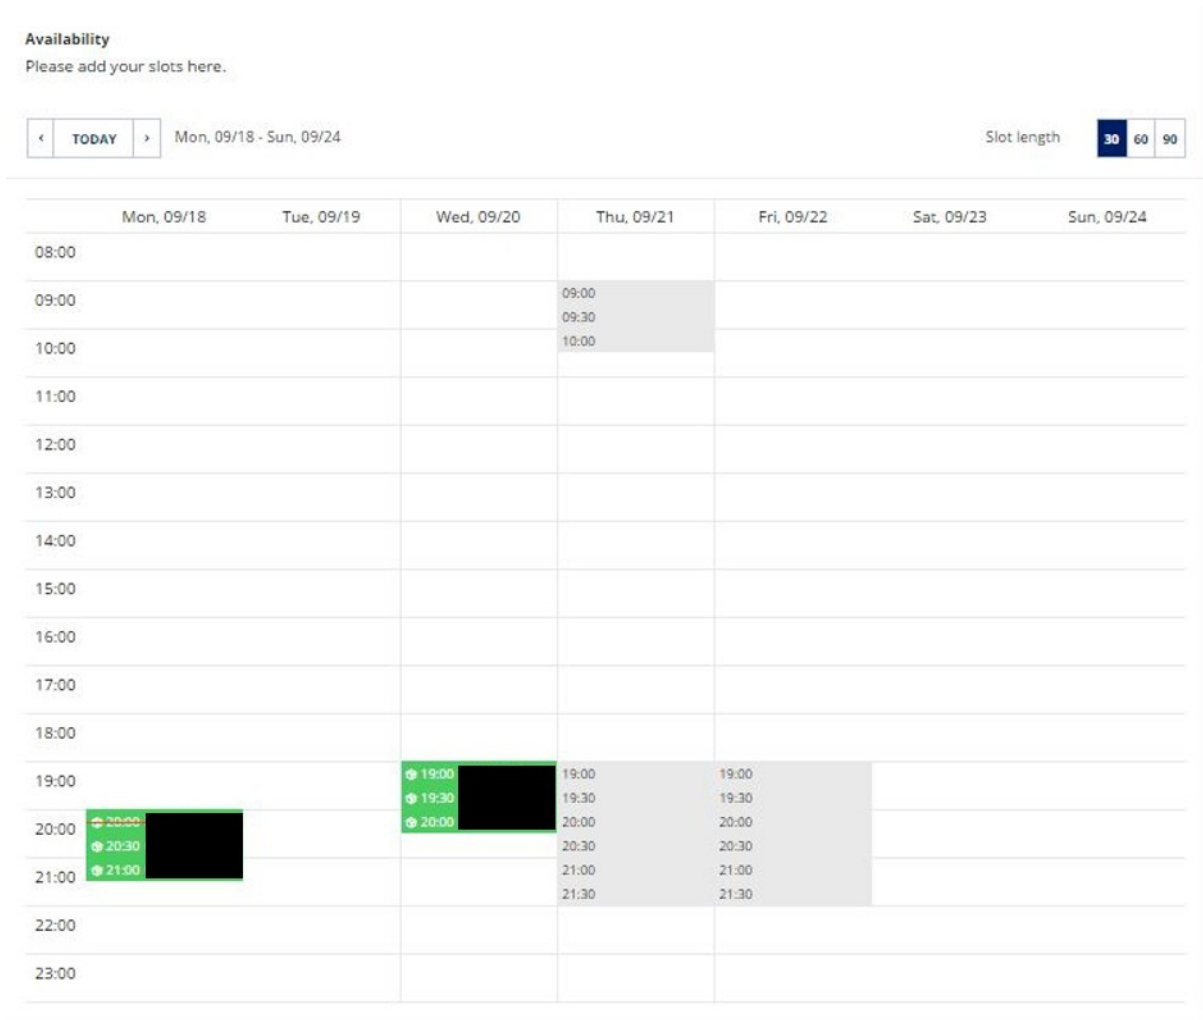 Availability
Please add your slots here.
‹ TODAY › Mon, 09/18 - Sun, 09/24 Slot length 30 60 90
Mon, 09/18 Tue, 09/19 Wed, 09/20 Thu, 09/21 Fri, 09/22 Sat, 09/23 Sun, 09/24
08:00
09:00
09:00
09:30
10:00
10:00
11:00
12:00
13:00
14:00
15:00
16:00
17:00
18:00
19:00
19:00 19:00 19:00
19:30 19:30 19:30
20:00
20:00 20:00 20:00 20:00
20:30 20:30 20:30
21:00
21:00 21:00 21:00
21:30 21:30
22:00
23:00